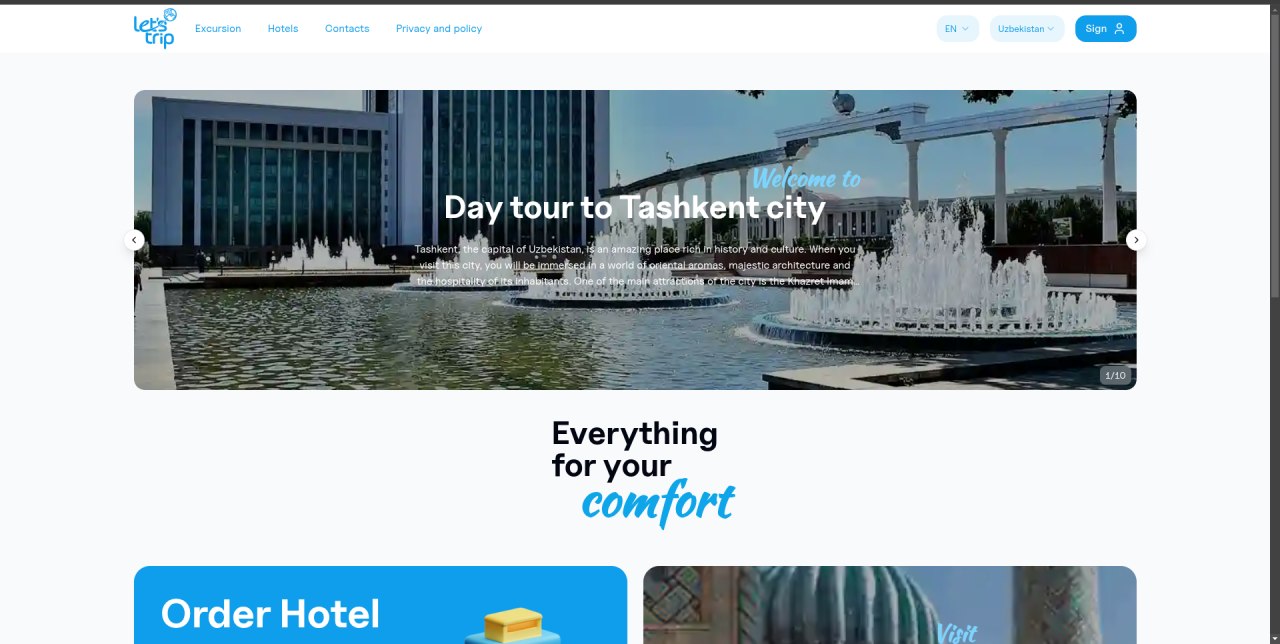 let's
trip
Excursion
Hotels
Contacts
Privacy and policy
EN
Uzbekistan
Sign
Welcome to
Day tour to Tashkent city
Tashkent, the capital of Uzbekistan, is an amazing place rich in history and culture. When you
visit this city, you will be immersed in a world of oriental aromas, majestic architecture and
the hospitality of its inhabitants. One of the main attractions of the city is the Khazret Imam...
1/10
Everything
for your
comfort
Order Hotel
Visit